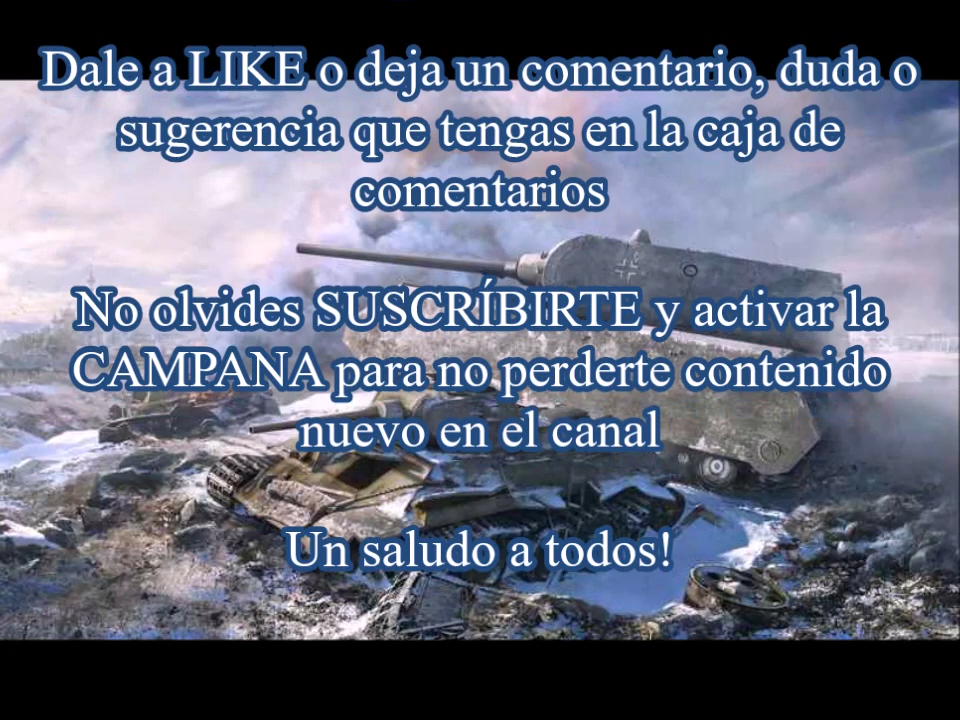 Dale a LIKE o deja un comentario, duda o
sugerencia que tengas en la caja de
comentarios
No olvides SUSCRÍBIRTE y activar la
CAMPANA para no perderte contenido
nuevo en el canal
Un saludo a todos!